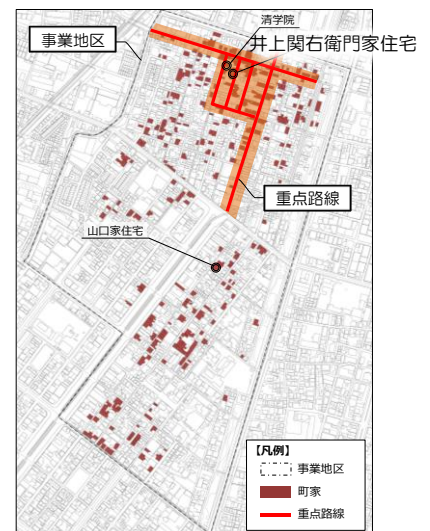 清学院
事業地区
井上関右衛門家住宅
重点路線
山口家住宅
【凡例】
事業地区
町家
重点路線